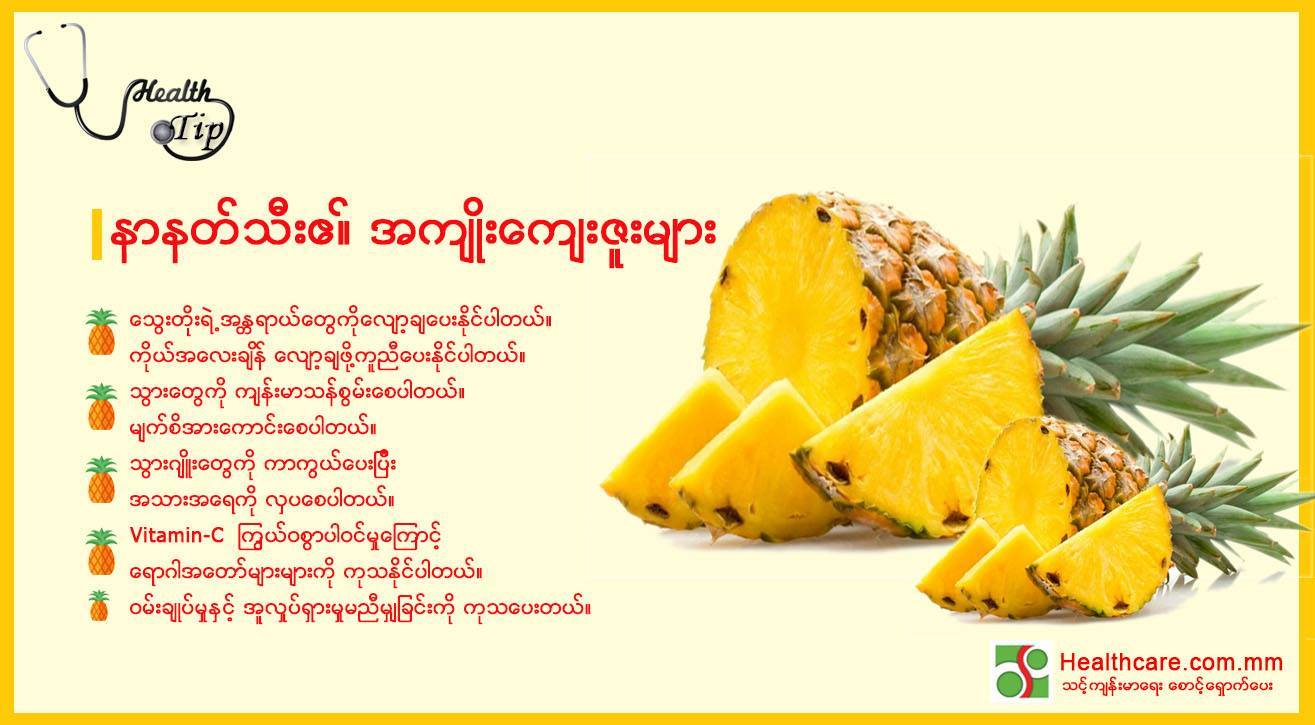 Health
Tip
နာနတ်သီး၏ အကျိုးကျေးဇူးများ
သွေးတိုးရဲ့အန္တရာယ်တွေကိုလျော့ချပေးနိုင်ပါတယ်။
ကိုယ်အလေးချိန် လျော့ချဖို့ကူညီပေးနိုင်ပါတယ်။
သွားတွေကို ကျန်းမာသန်စွမ်းစေပါတယ်။
မျက်စိအားကောင်းစေပါတယ်။
သွားဂျိူးတွေကို ကာကွယ်ပေးပြီး
အသားအရေကို လှပစေပါတယ်။
Vitamin-C ကြွယ်ဝစွာပါဝင်မှုကြောင့်
ရောဂါအတော်များများကို ကုသနိုင်ပါတယ်။
ဝမ်းချုပ်မှုနှင့် အူလှုပ်ရှားမှုမညီမျှခြင်းကို ကုသပေးတယ်။
Healthcare.com.mm
သင့်ကျန်းမာရေး စောင့်ရှောက်ပေး